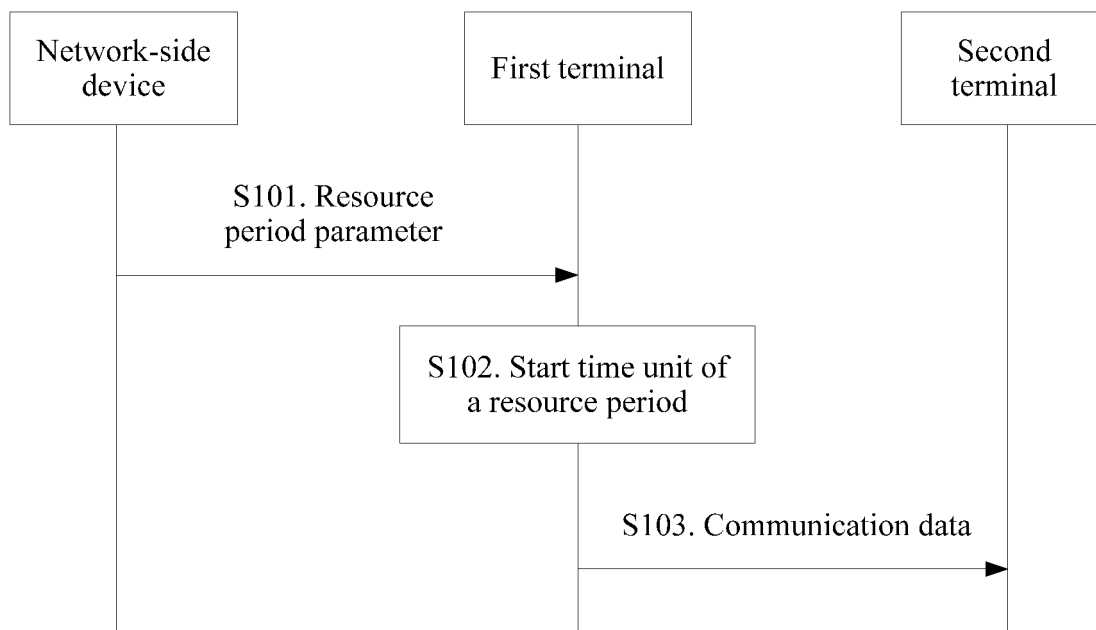 Network-side
device
First terminal
Second
terminal
S101. Resource
period parameter
S102. Start time unit of
a resource period
S103. Communication data